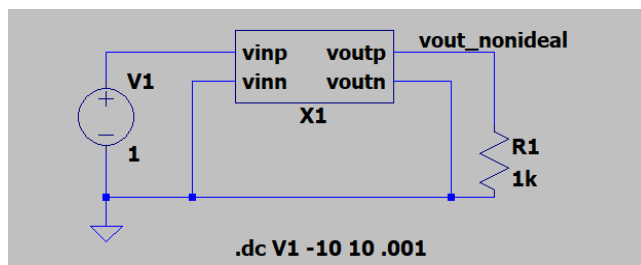 vinp voutp vout_nonideal
V1 vinn voutn
X1
1
R1
1k
.dc V1 -10 10 .001